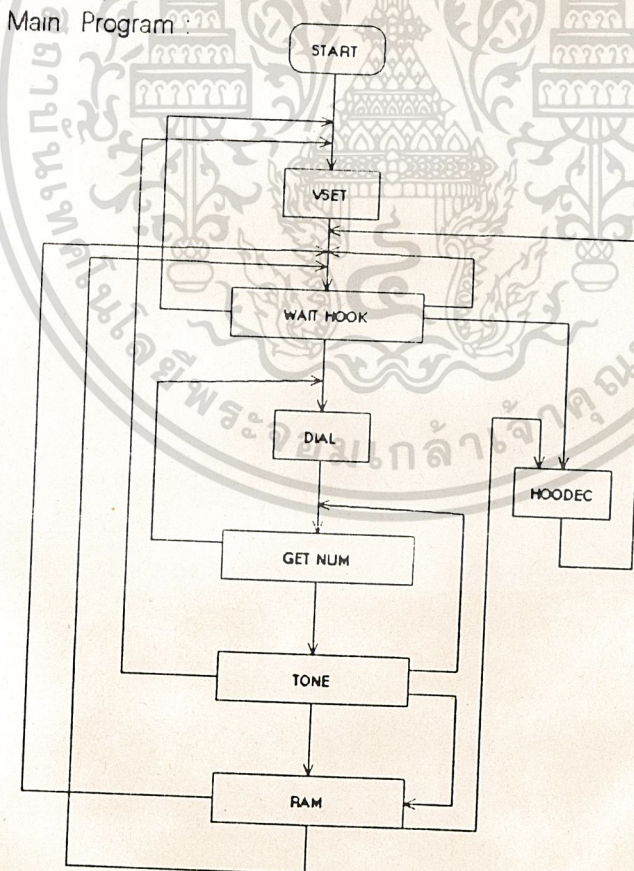 Main Program :
START
VSET
WAIT HOOK
DIAL
HOODEC
GET NUM
TONE
RAM